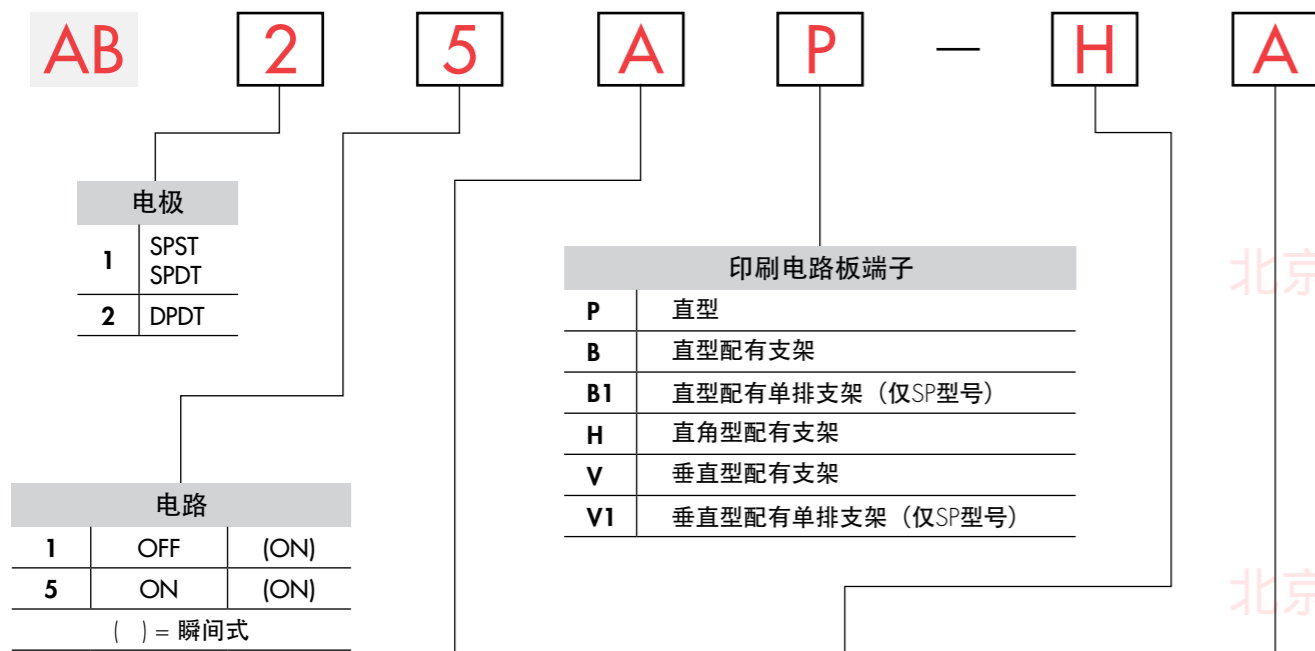 AB 2 5 A P — H A
电极
1 SPST
SPDT
2 DPDT
印刷电路板端子
P 直型
B 直型配有支架
B1 直型配有单排支架（仅SP型号）
H 直角型配有支架
V 垂直型配有支架
V1 垂直型配有单排支架（仅SP型号）
电路
1 OFF (ON)
5 ON (ON)
( ) = 瞬间式
北京
北京